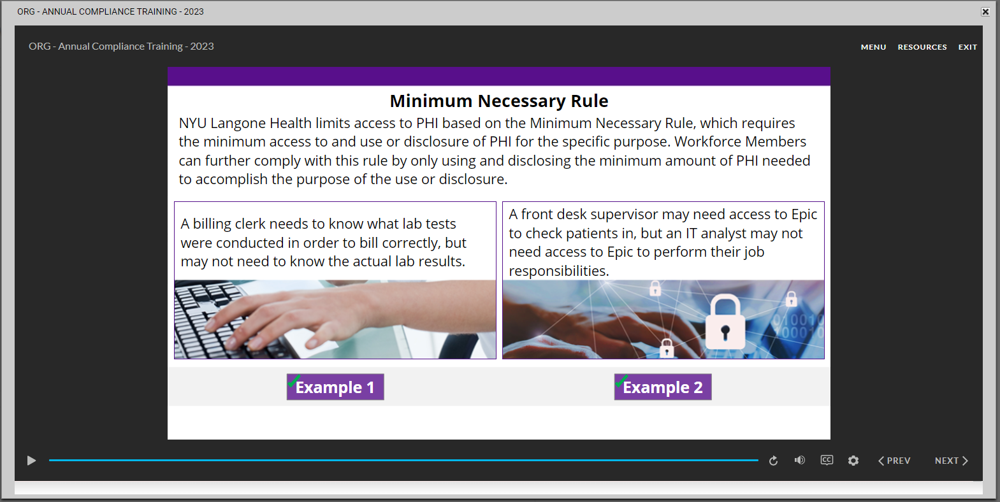 ORG - ANNUAL COMPLIANCE TRAINING - 2023
ORG - Annual Compliance Training - 2023
MENU RESOURCES EXIT
Minimum Necessary Rule
NYU Langone Health limits access to PHI based on the Minimum Necessary Rule, which requires
the minimum access to and use or disclosure of PHI for the specific purpose. Workforce Members
can further comply with this rule by only using and disclosing the minimum amount of PHI needed
to accomplish the purpose of the use or disclosure.
A billing clerk needs to know what lab tests
were conducted in order to bill correctly, but
may not need to know the actual lab results.
A front desk supervisor may need access to Epic
to check patients in, but an IT analyst may not
need access to Epic to perform their job
responsibilities.
Example 1
Example 2
CC
PREV
NEXT